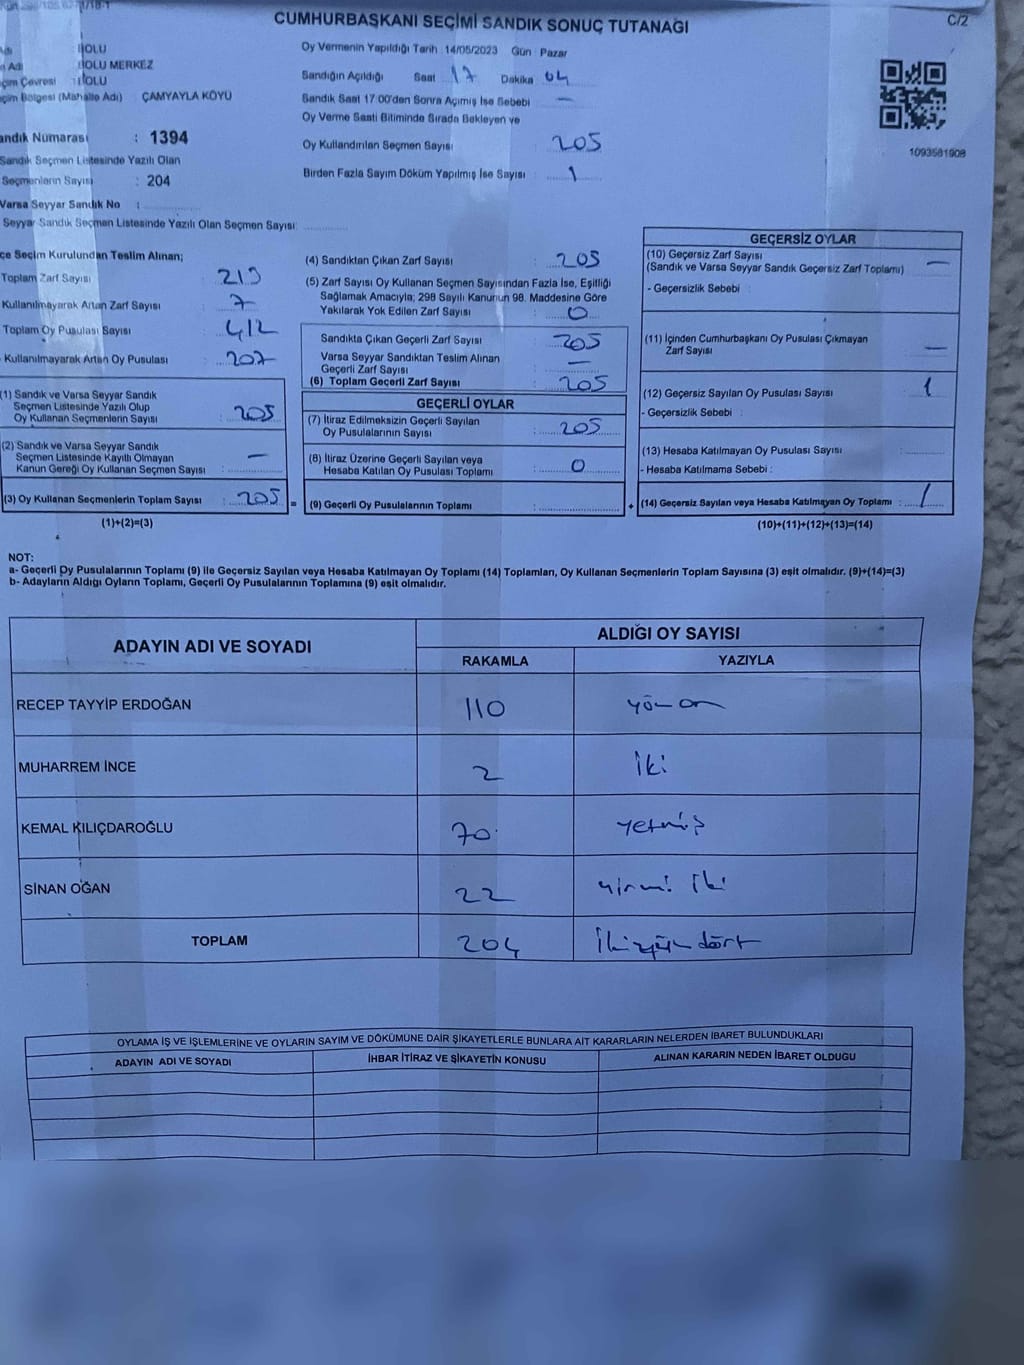 CUMHURBAŞKANI SEÇİMİ SANDIK SONUÇ TUTANAĞI
C/2
BOLU
Adı BOLU MERKEZ
çim Çevresi : BOLU
çim Bölgesi (Mahalle Adı) ÇAMYAYLA KÖYÜ
andık Numarası : 1394
Sandık Seçmen Listesinde Yazılı Olan
Seçmenlerin Sayısı : 204
Varsa Seyyar Sandık No :
Seyyar Sandık Seçmen Listesinde Yazılı Olan Seçmen Sayısı:
Oy Vermenin Yapıldığı Tarih : 14/05/2023 Gün : Pazar
Sandığın Açıldığı Saat 17 Dakika 04
Sandık Saat 17:00'den Sonra Açımış İse Sebebi —
Oy Verme Saati Bitiminde Sırada Bekleyen ve
Oy Kullandırılan Seçmen Sayısı 205
Birden Fazla Sayım Döküm Yapılmış İse Sayısı 1
1093581908
çe Seçim Kurulundan Teslim Alınan;
Toplam Zarf Sayısı
Kullanılmayarak Artan Zarf Sayısı : 7
Toplam Oy Pusulası Sayısı : 412
Kullanılmayarak Artan Oy Pusulası : 207
(1) Sandık ve Varsa Seyyar Sandık
Seçmen Listesinde Yazılı Olup
Oy Kullanan Seçmenlerin Sayısı : 205
(2) Sandık ve Varsa Seyyar Sandık
Seçmen Listesinde Kayıtlı Olmayan
Kanun Gereği Oy Kullanan Seçmen Sayısı : —
(3) Oy Kullanan Seçmenlerin Toplam Sayısı : 205 =
(1)+(2)=(3)
(4) Sandıktan Çıkan Zarf Sayısı : 205
(5) Zarf Sayısı Oy Kullanan Seçmen Sayısından Fazla İse, Eşitliği
Sağlamak Amacıyla; 298 Sayılı Kanunun 98. Maddesine Göre
Yakılarak Yok Edilen Zarf Sayısı : 0
Sandıkta Çıkan Geçerli Zarf Sayısı : 205
Varsa Seyyar Sandıktan Teslim Alınan
Geçerli Zarf Sayısı : —
(6) Toplam Geçerli Zarf Sayısı : 205
GEÇERLİ OYLAR
(7) İtiraz Edilmeksizin Geçerli Sayılan
Oy Pusulalarının Sayısı : 205
(8) İtiraz Üzerine Geçerli Sayılan veya
Hesaba Katılan Oy Pusulası Toplamı : 0
(9) Geçerli Oy Pusulalarının Toplamı : +
GEÇERSİZ OYLAR
(10) Geçersiz Zarf Sayısı
(Sandık ve Varsa Seyyar Sandık Geçersiz Zarf Toplamı) —
- Geçersizlik Sebebi :
(11) İçinden Cumhurbaşkanı Oy Pusulası Çıkmayan
Zarf Sayısı —
(12) Geçersiz Sayılan Oy Pusulası Sayısı 1
- Geçersizlik Sebebi :
(13) Hesaba Katılmayan Oy Pusulası Sayısı :
- Hesaba Katılmama Sebebi :
(14) Geçersiz Sayılan veya Hesaba Katılmayan Oy Toplamı : 1
(10)+(11)+(12)+(13)=(14)
NOT:
a- Geçerli Oy Pusulalarının Toplamı (9) ile Geçersiz Sayılan veya Hesaba Katılmayan Oy Toplamı (14) Toplamları, Oy Kullanan Seçmenlerin Toplam Sayısına (3) eşit olmalıdır. (9)+(14)=(3)
b- Adayların Aldığı Oyların Toplamı, Geçerli Oy Pusulalarının Toplamına (9) eşit olmalıdır.
ADAYIN ADI VE SOYADI ALDIĞI OY SAYISI
RAKAMLA YAZIYLA
RECEP TAYYİP ERDOĞAN 110 yüz on
MUHARREM İNCE 2 iki
KEMAL KILIÇDAROĞLU 70 yetmiş
SİNAN OĞAN 22 yirmi iki
TOPLAM 204 ikiyüz dört
OYLAMA İŞ VE İŞLEMLERİNE VE OYLARIN SAYIM VE DÖKÜMÜNE DAİR ŞİKAYETLERLE BUNLARA AİT KARARLARIN NELERDEN İBARET BULUNDUKLARI
ADAYIN ADI VE SOYADI İHBAR İTİRAZ VE ŞİKAYETİN KONUSU ALINAN KARARIN NEDEN İBARET OLDUĞU